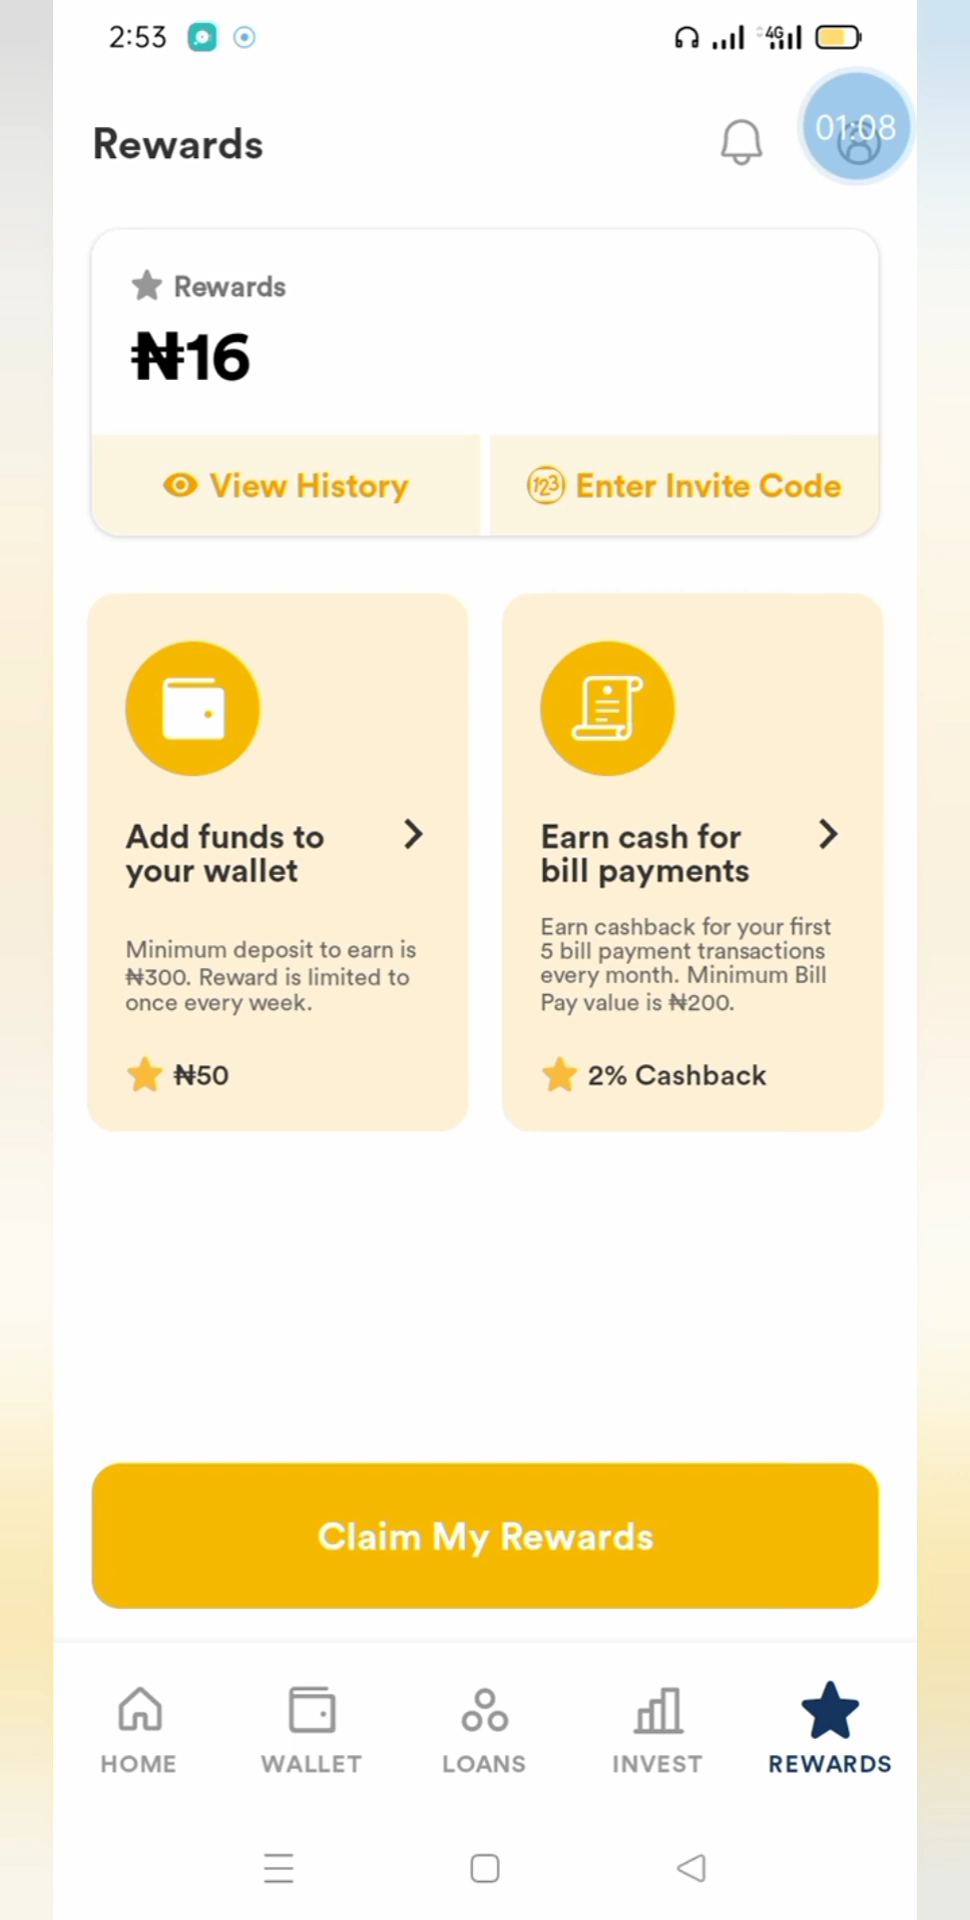 2:53
4G
Rewards
01:08
Rewards
₦16
View History
123 Enter Invite Code
Add funds to
your wallet
Minimum deposit to earn is
₦300. Reward is limited to
once every week.
₦50
Earn cash for
bill payments
Earn cashback for your first
5 bill payment transactions
every month. Minimum Bill
Pay value is ₦200.
2% Cashback
Claim My Rewards
HOME
WALLET
LOANS
INVEST
REWARDS